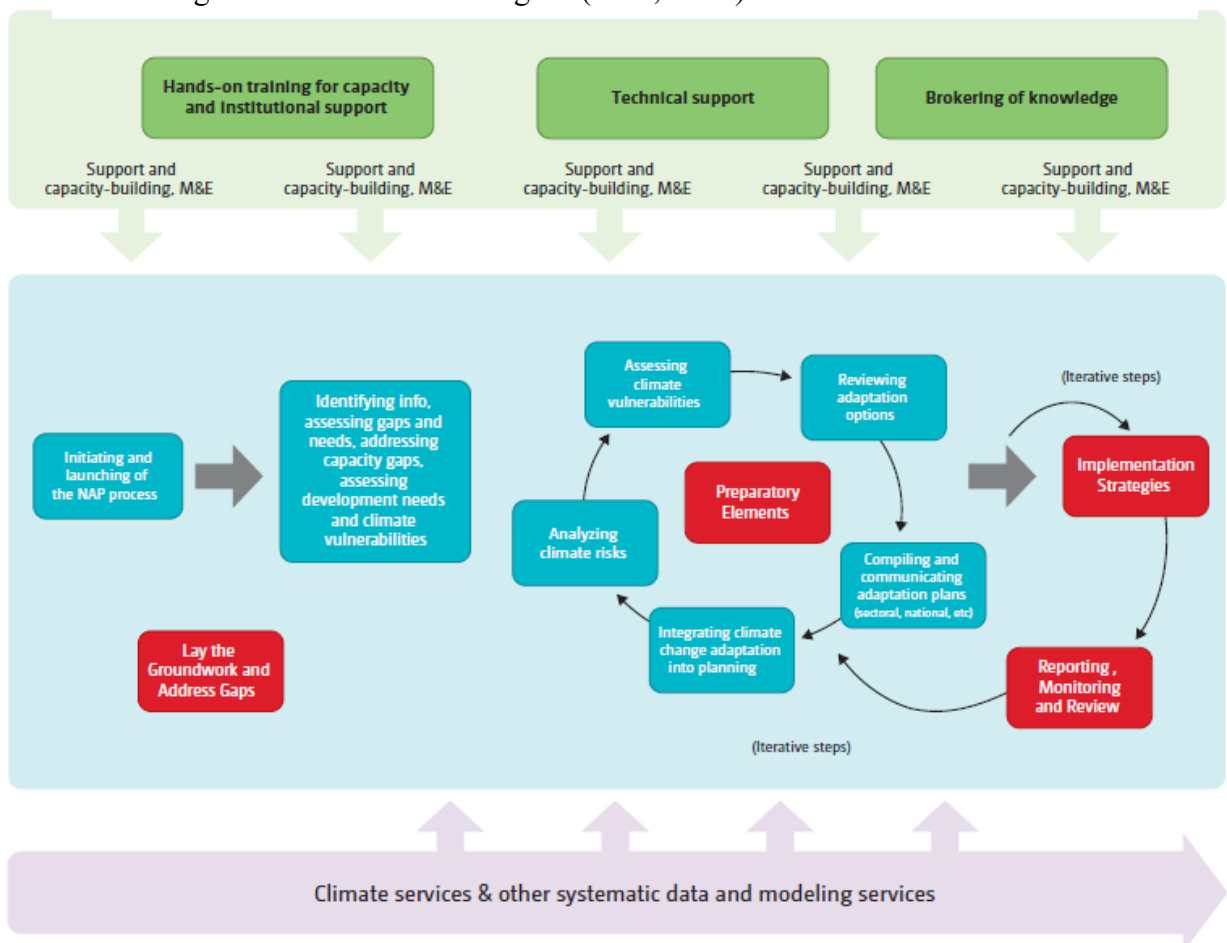 Hands-on training for capacity
and institutional support
Technical support
Brokering of knowledge
Support and
capacity-building, M&E
Support and
capacity-building, M&E
Support and
capacity-building, M&E
Support and
capacity-building, M&E
Support and
capacity-building, M&E
Initiating and
launching of
the NAP process
Identifying info,
assessing gaps and
needs, addressing
capacity gaps,
assessing
development needs
and climate
vulnerabilities
Lay the
Groundwork and
Address Gaps
Assessing
climate
vulnerabilities
Reviewing
adaptation
options
Preparatory
Elements
Analyzing
climate risks
Compiling and
communicating
adaptation plans
(sectoral, national, etc)
Integrating climate
change adaptation
into planning
(Iterative steps)
Implementation
Strategies
Reporting ,
Monitoring
and Review
(Iterative steps)
Climate services & other systematic data and modeling services